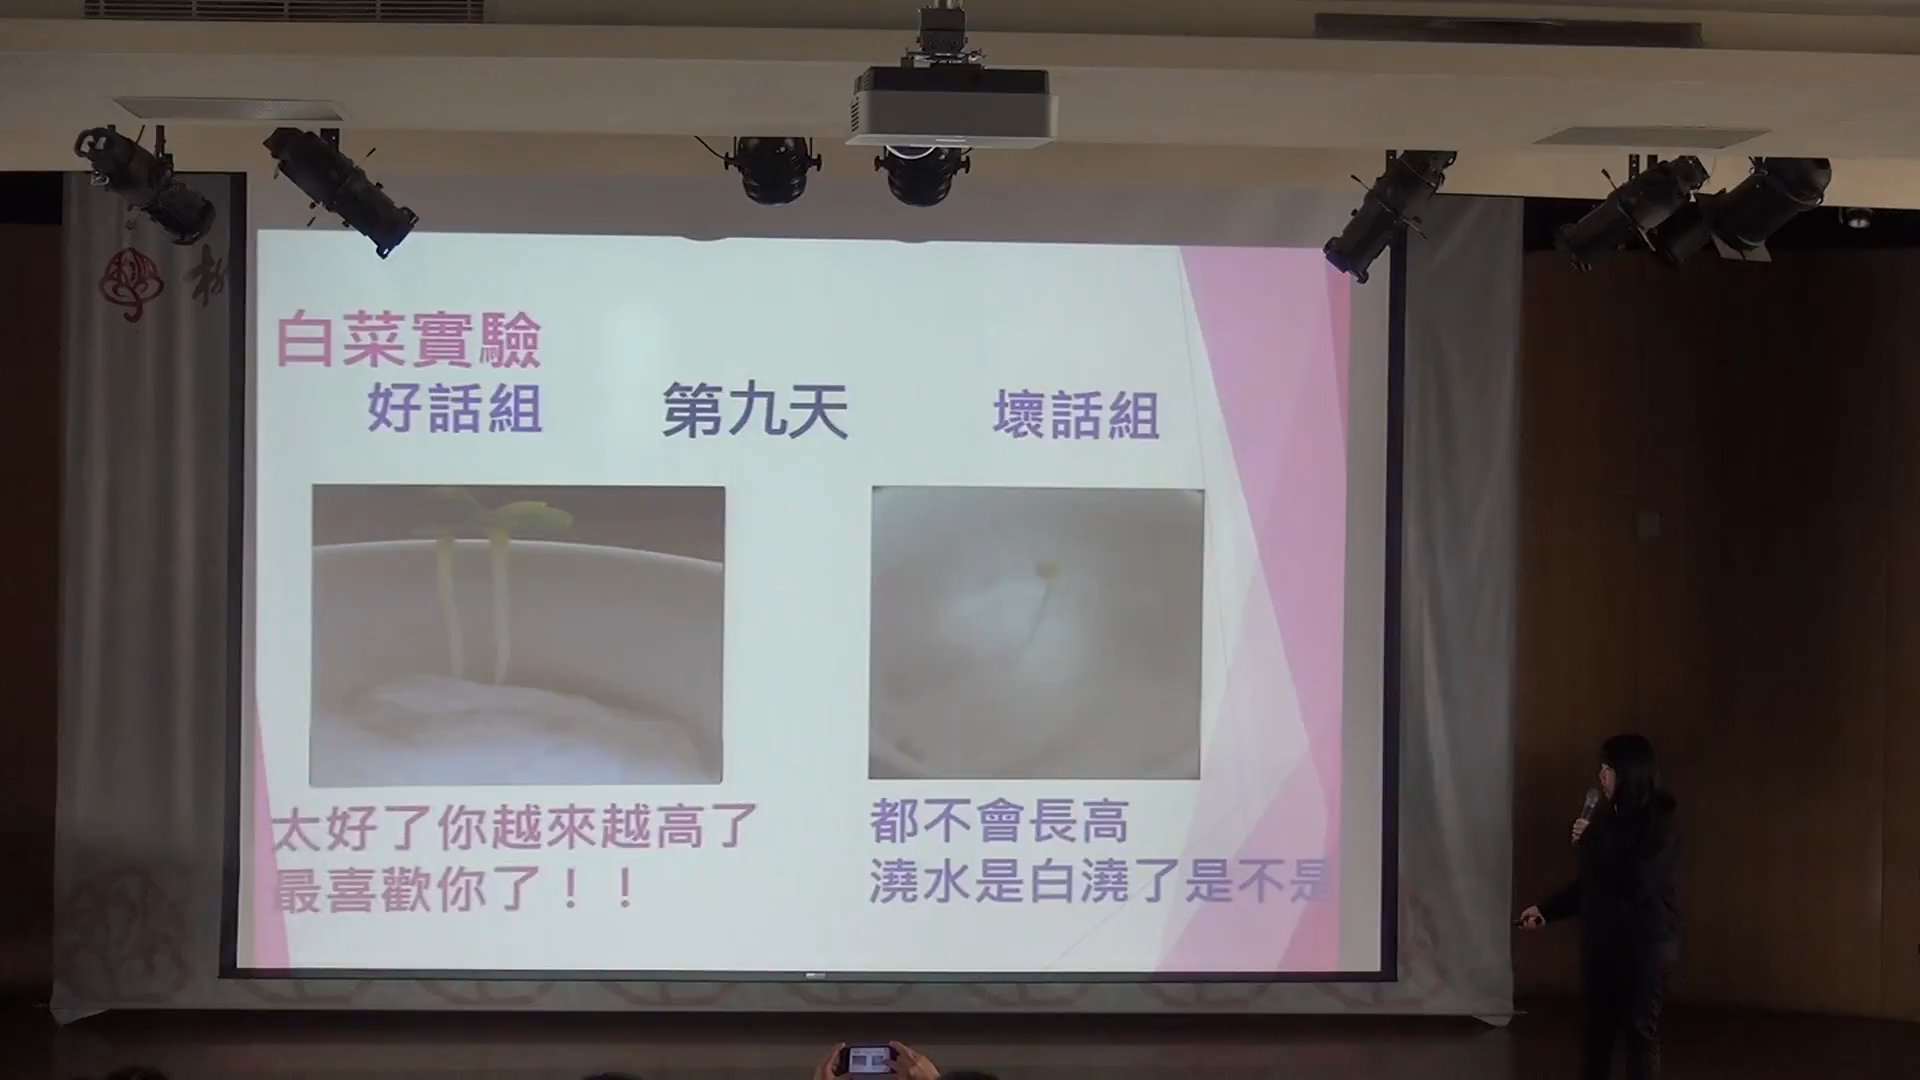 白菜實驗
好話組 第九天 壞話組
太好了你越來越高了
最喜歡你了！！
都不會長高
澆水是白澆了是不是